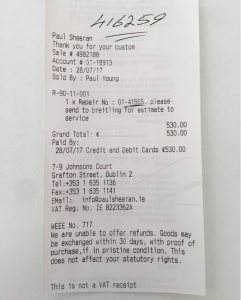 416259
Paul Sheeran
Thank you for your custom
Sale # 4982188
Account # 01-18913
Date : 28/07/17
Sold By : Paul Young
R-90-11-001
1 x Repair No : 01-41555. please
send to breitling for estimate to
service
530.00
Grand Total: € 530.00
Paid By:
28/07/17 Credit and Debit Cards €530.00
7-9 Johnsons Court
Grafton Street, Dublin 2
Tel:+353 1 635 1136
Fax:+353 1 635 1141
EMail: info@paulsheeran.ie
VAT Reg. No. IE 8223362A
WEEE No. 717
We are unable to offer refunds. Goods may
be exchanged within 30 days, with proof of
purchase,if in pristine condition. This
does not affect your statutory rights.
This is not a VAT receipt